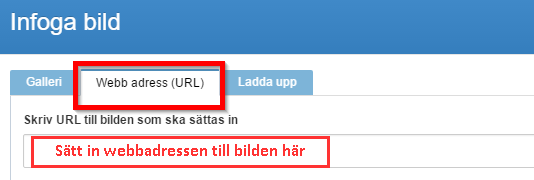 Infoga bild
Galleri Webb adress (URL) Ladda upp
Skriv URL till bilden som ska sättas in
Sätt in webbadressen till bilden här